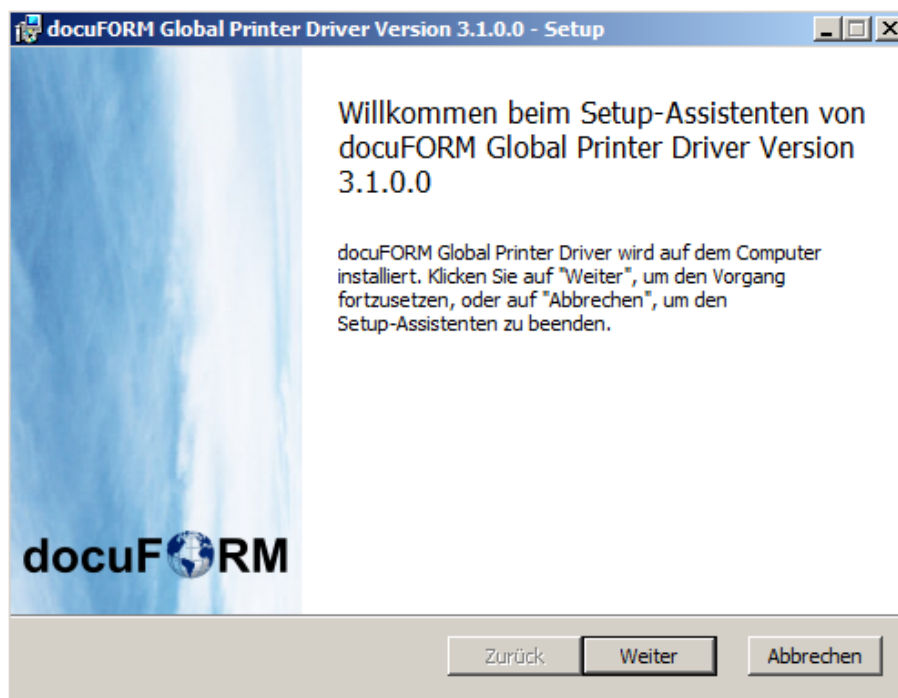 docuFORM Global Printer Driver Version 3.1.0.0 - Setup
Willkommen beim Setup-Assistenten von
docuFORM Global Printer Driver Version
3.1.0.0
docuFORM Global Printer Driver wird auf dem Computer
installiert. Klicken Sie auf "Weiter", um den Vorgang
fortzusetzen, oder auf "Abbrechen", um den
Setup-Assistenten zu beenden.
docuFORM
Zurück Weiter Abbrechen